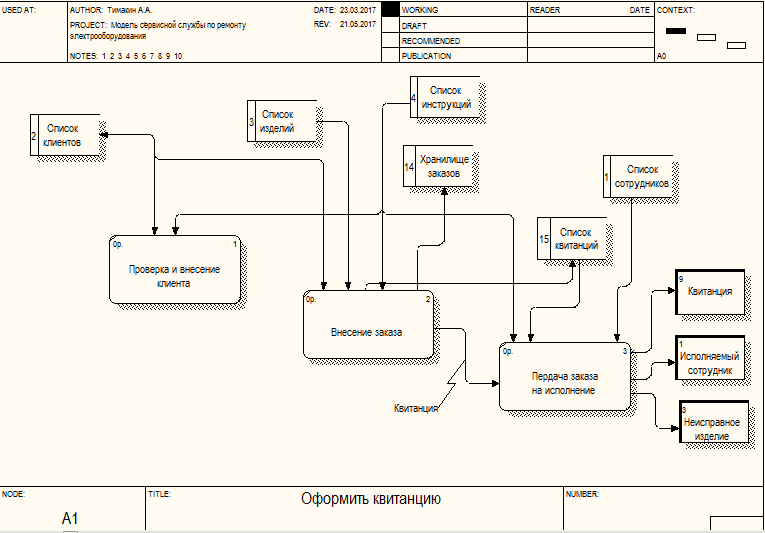 USED AT:
AUTHOR: Тимакин А.А.
DATE: 23.03.2017
PROJECT: Модель сервисной службы по ремонту
электрооборудования
REV: 21.05.2017
NOTES: 1 2 3 4 5 6 7 8 9 10
WORKING
DRAFT
RECOMMENDED
PUBLICATION
READER
DATE
CONTEXT:
A0
2
Список
клиентов
3
Список
изделий
4
Список
инструкций
14
Хранилище
заказов
1
Список
сотрудников
15
Список
квитанций
0р.
1
Проверка и внесение
клиента
0р.
2
Внесение заказа
0р.
3
Пердача заказа
на исполнение
Квитанция
9
Квитанция
1
Исполняемый
сотрудник
3
Неисправное
изделие
NODE:
A1
TITLE:
Оформить квитанцию
NUMBER: